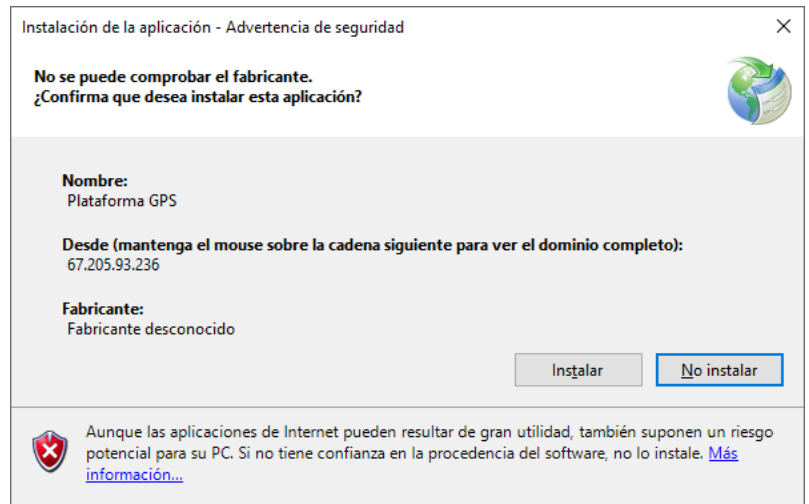 Instalación de la aplicación - Advertencia de seguridad
No se puede comprobar el fabricante.
¿Confirma que desea instalar esta aplicación?
Nombre:
Plataforma GPS
Desde (mantenga el mouse sobre la cadena siguiente para ver el dominio completo):
67.205.93.236
Fabricante:
Fabricante desconocido
Instalar
No instalar
Aunque las aplicaciones de Internet pueden resultar de gran utilidad, también suponen un riesgo
potencial para su PC. Si no tiene confianza en la procedencia del software, no lo instale. Más
información...